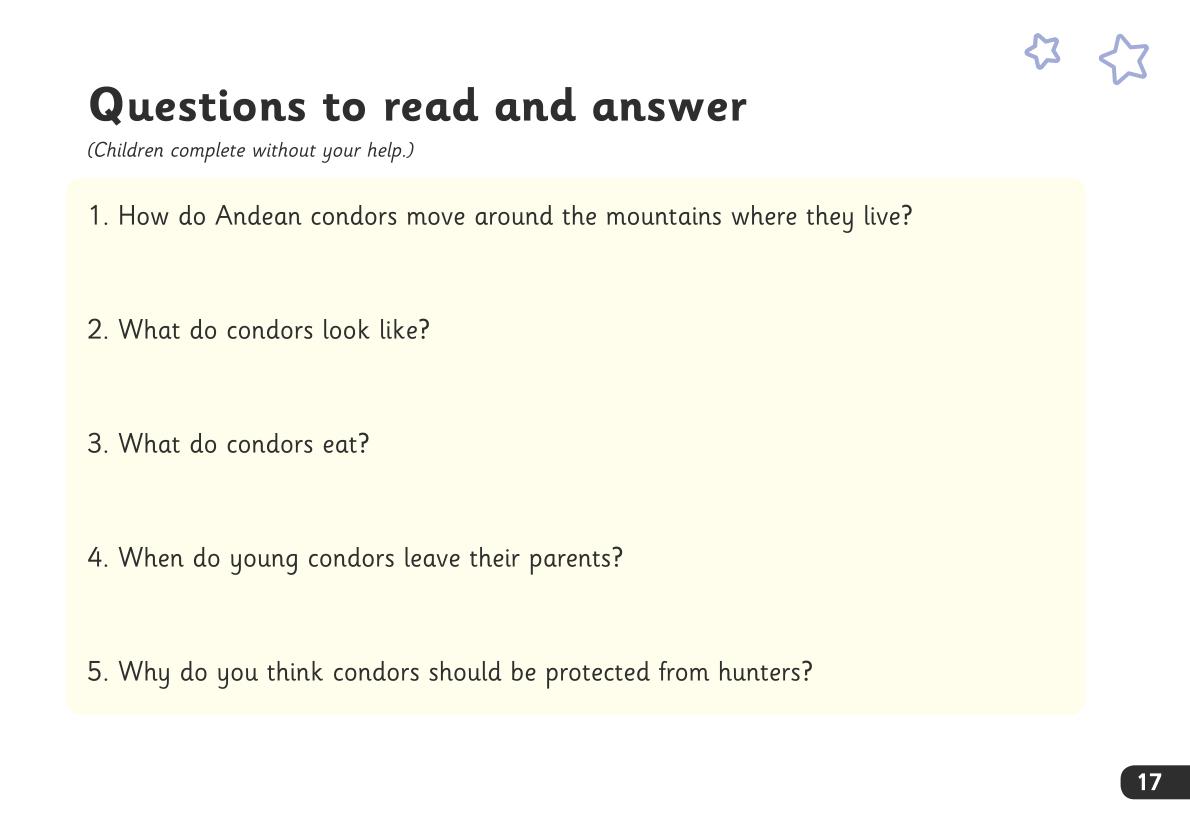 Questions to read and answer
(Children complete without your help.)
1. How do Andean condors move around the mountains where they live?
2. What do condors look like?
3. What do condors eat?
4. When do young condors leave their parents?
5. Why do you think condors should be protected from hunters?
17